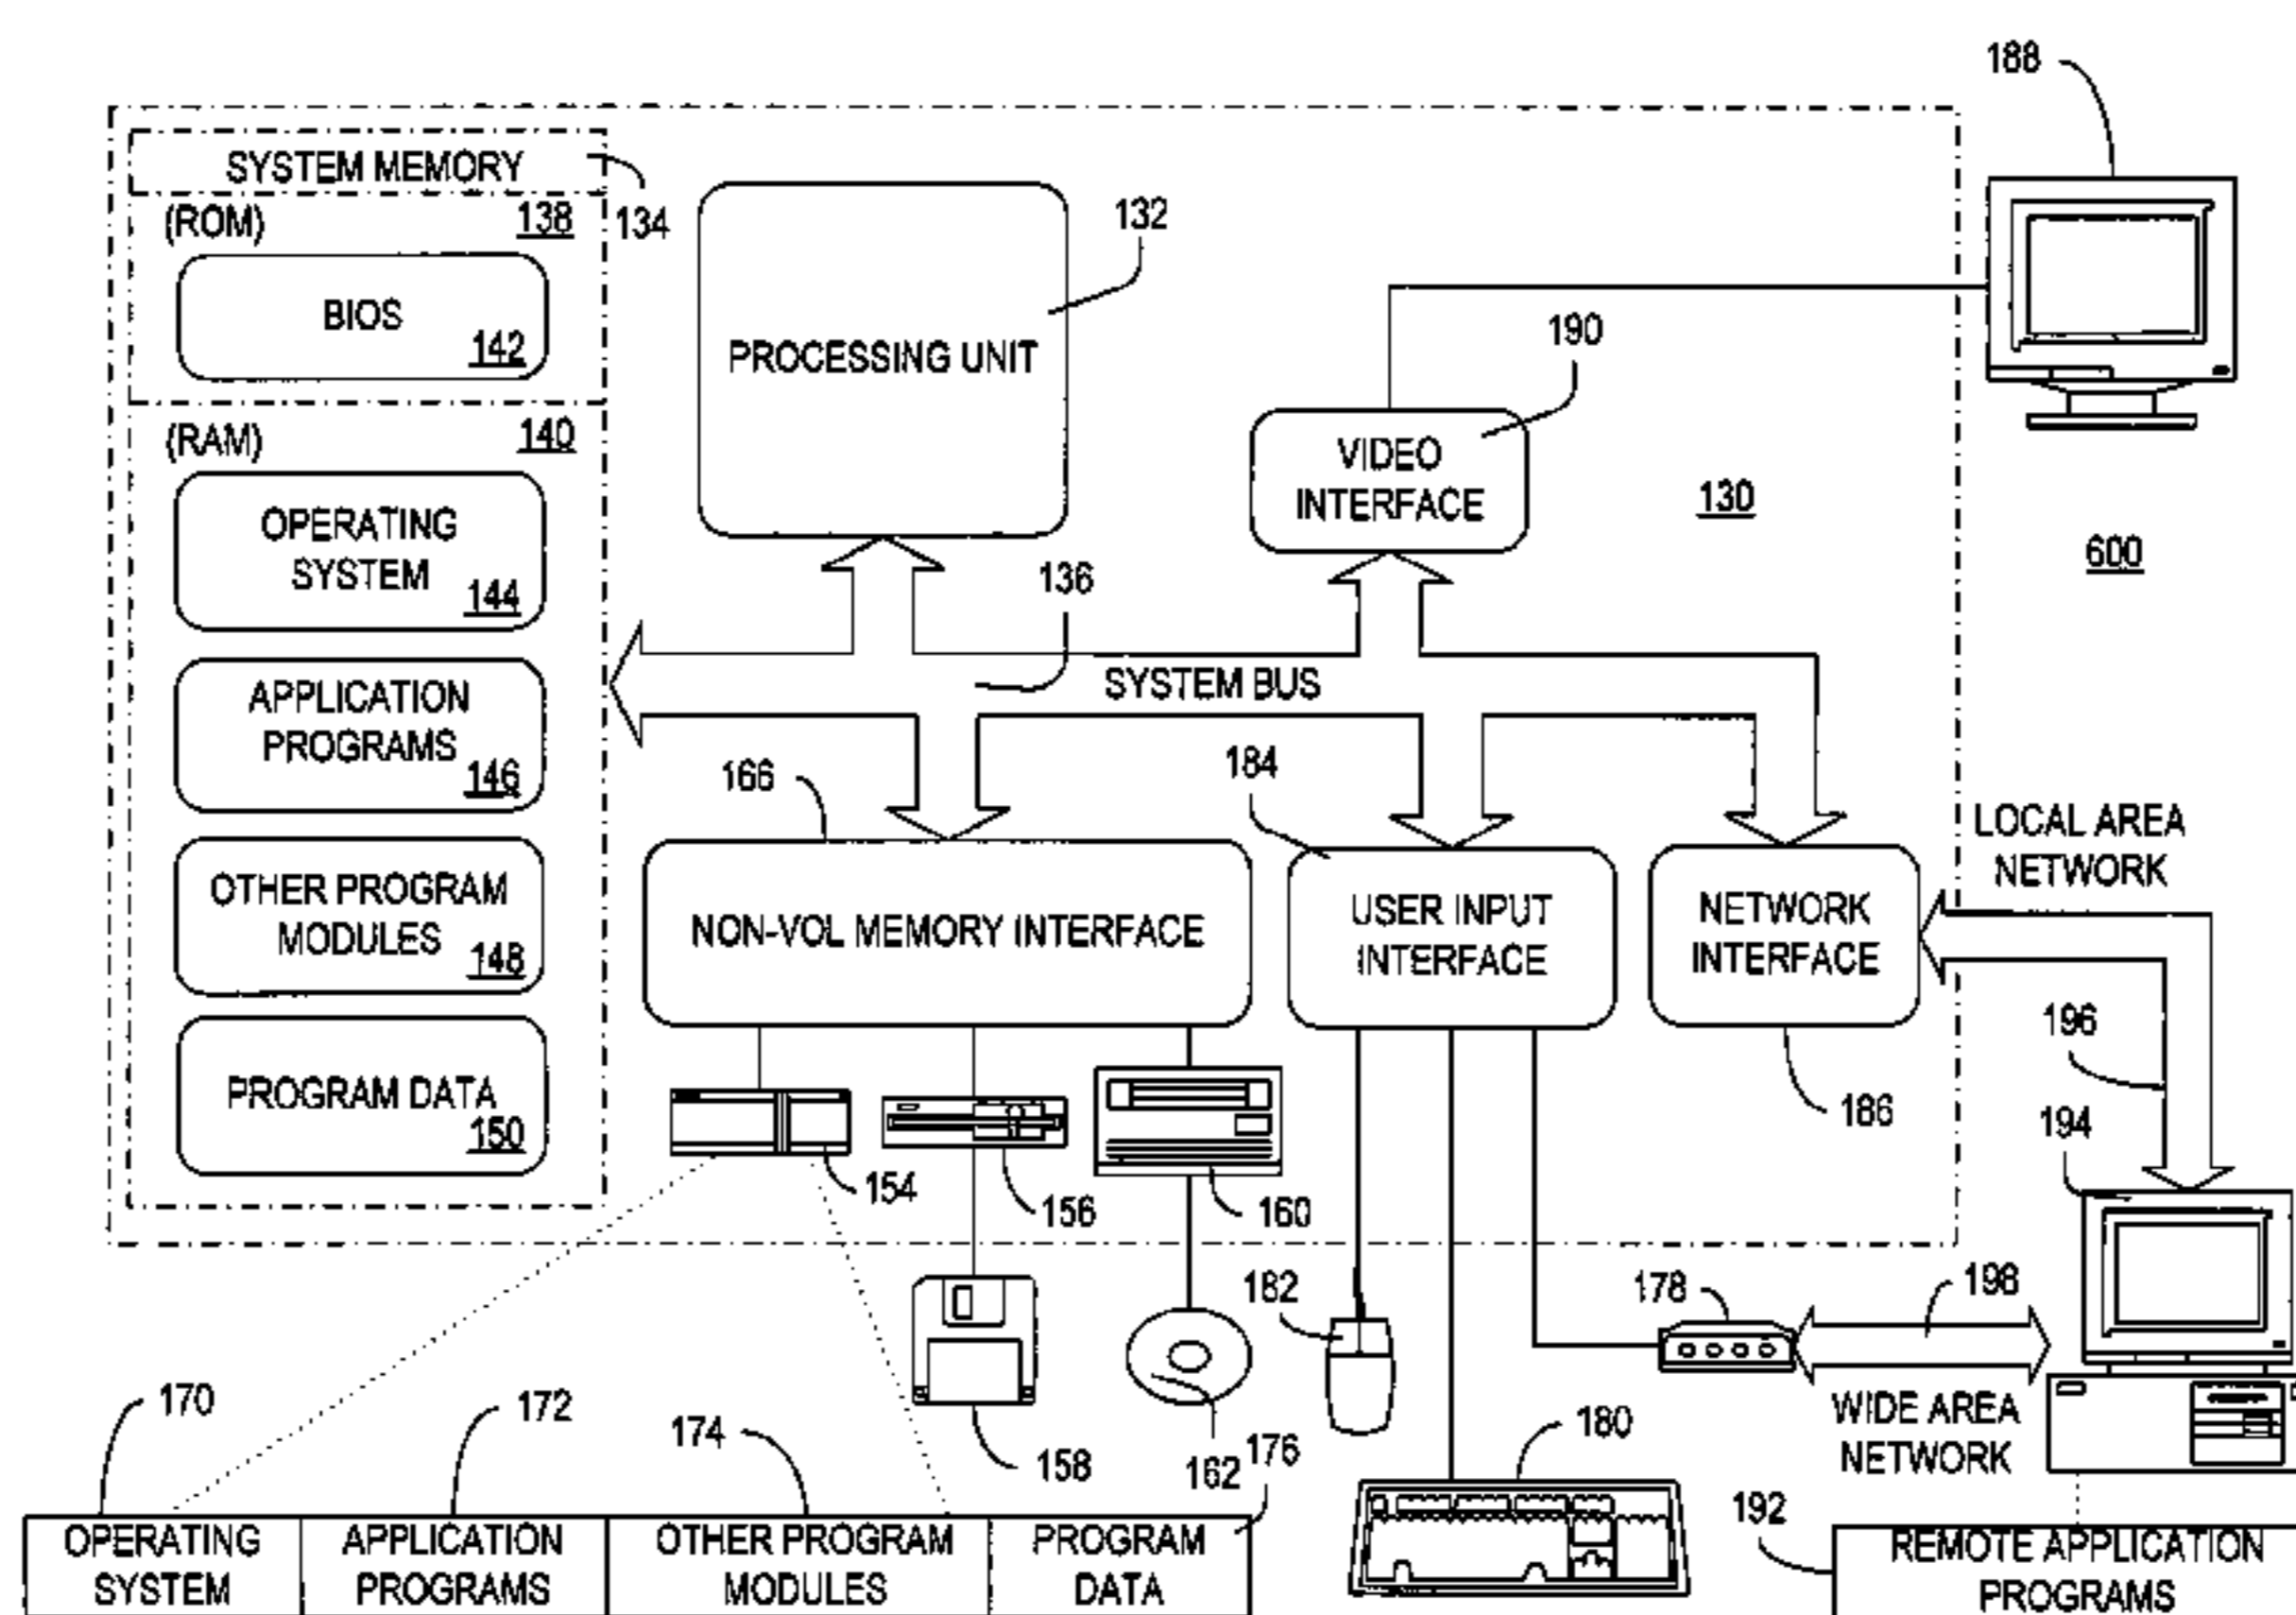 188
SYSTEM MEMORY
134
(ROM)
138
BIOS
142
(RAM)
140
OPERATING
SYSTEM
144
APPLICATION
PROGRAMS
146
OTHER PROGRAM
MODULES
148
PROGRAM DATA
150
PROCESSING UNIT
132
190
VIDEO
INTERFACE
130
600
136
SYSTEM BUS
166
NON-VOL MEMORY INTERFACE
184
USER INPUT
INTERFACE
NETWORK
INTERFACE
186
LOCAL AREA
NETWORK
196
194
154
156
160
158
162
182
180
178
198
WIDE AREA
NETWORK
170
OPERATING
SYSTEM
172
APPLICATION
PROGRAMS
174
OTHER PROGRAM
MODULES
176
PROGRAM
DATA
192
REMOTE APPLICATION
PROGRAMS